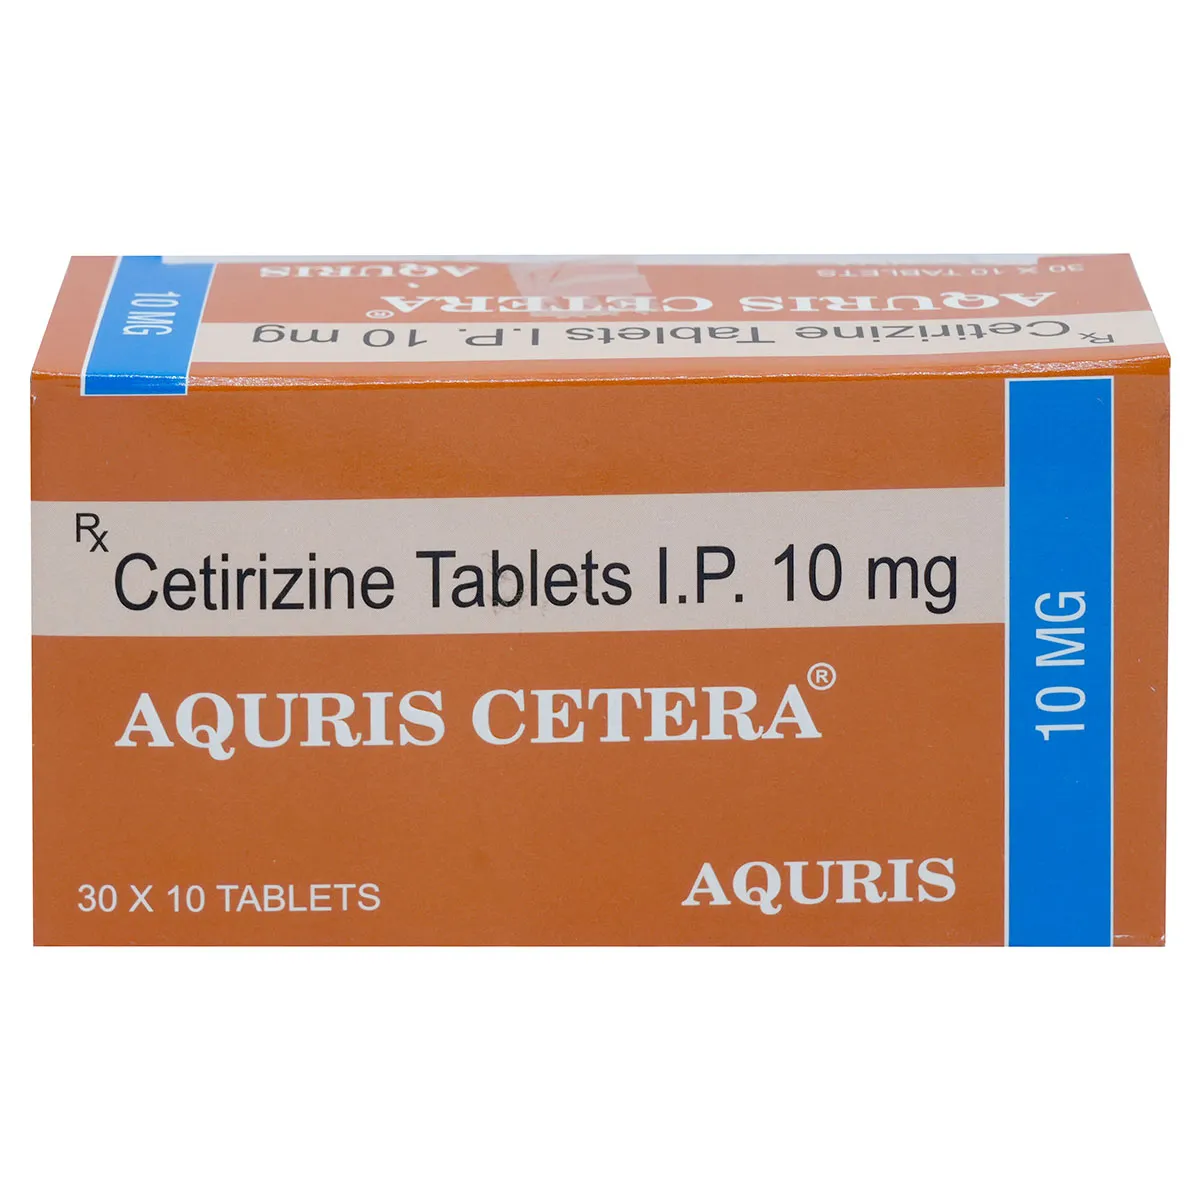 AQURIS
30 X 10 TABLETS
AQURIS CETERA®
Rx Cetirizine Tablets I.P. 10 mg
10 MG
Rx Cetirizine Tablets I.P. 10 mg
AQURIS CETERA®
30 X 10 TABLETS
AQURIS
10 MG